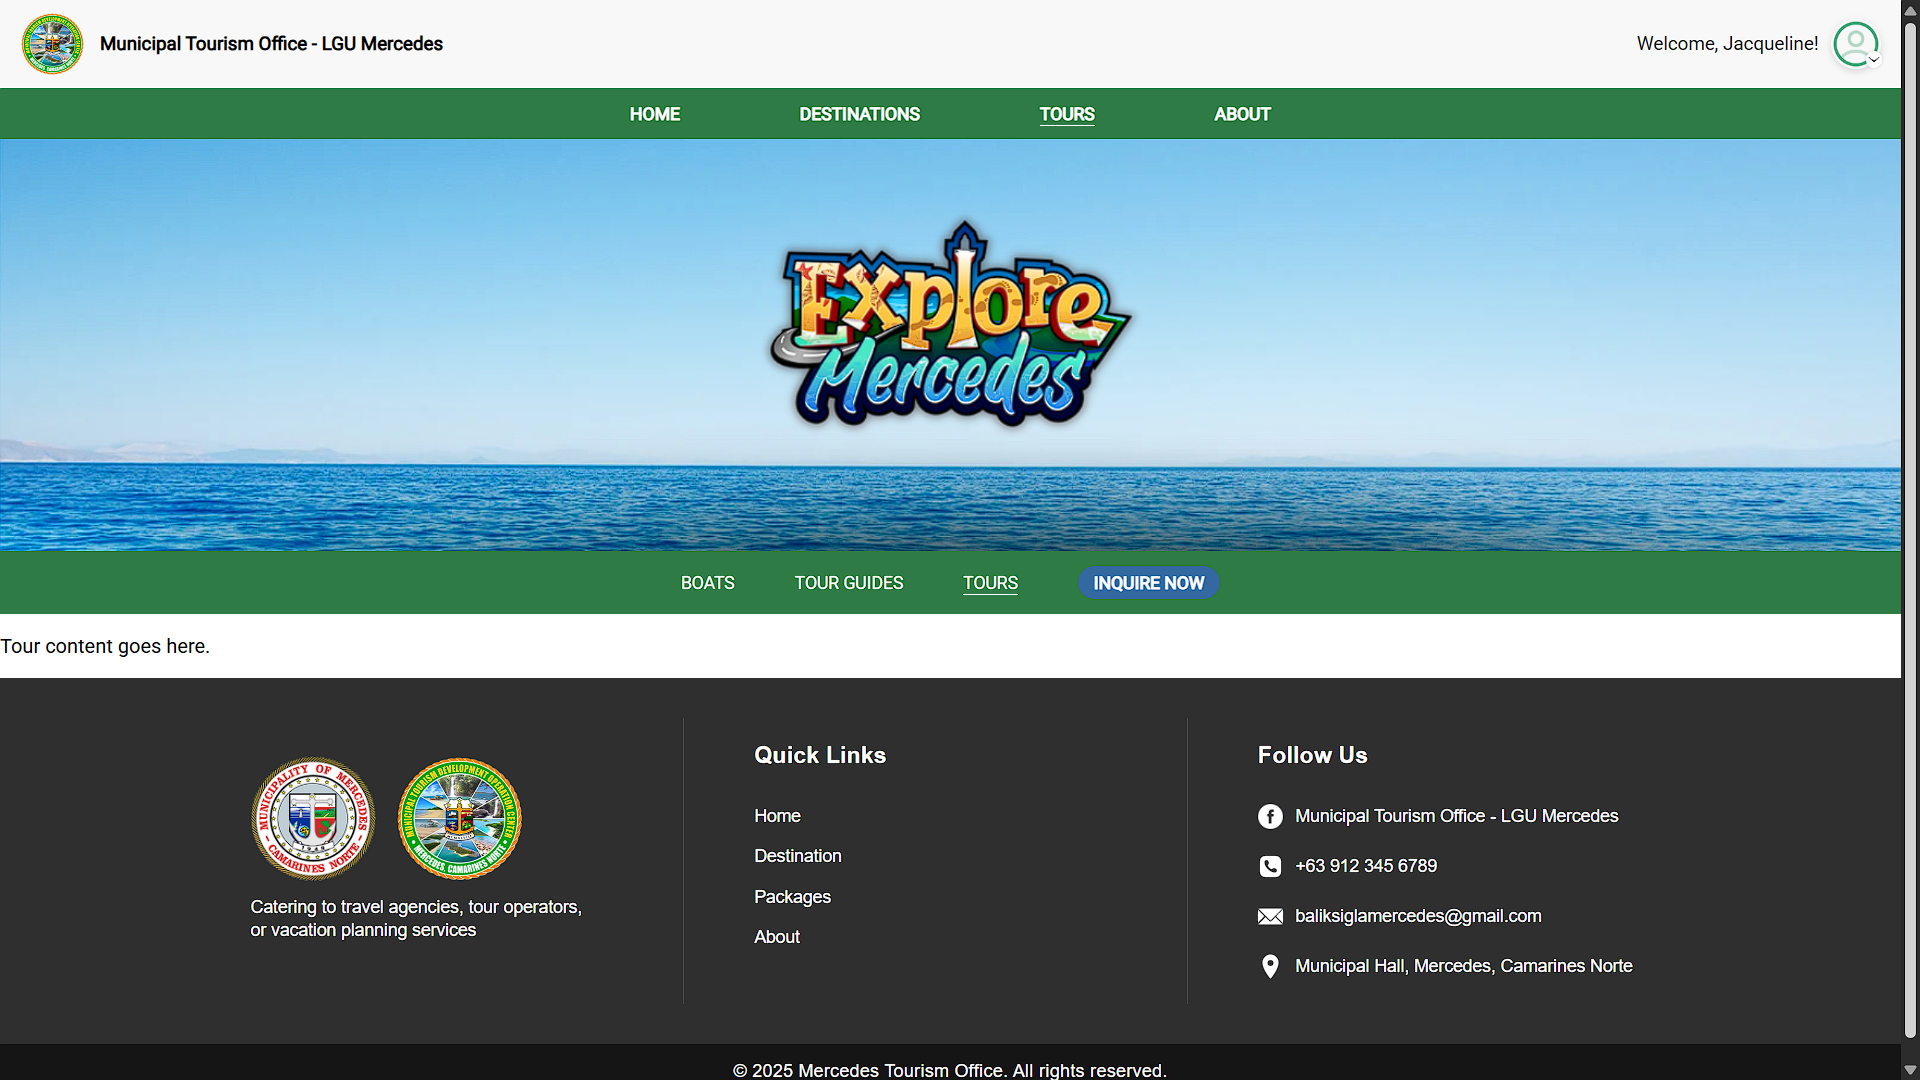 Municipal Tourism Office - LGU Mercedes
Welcome, Jacqueline!
HOME
DESTINATIONS
TOURS
ABOUT
Explore
Mercedes
BOATS
TOUR GUIDES
TOURS
INQUIRE NOW
Tour content goes here.
MUNICIPALITY OF MERCEDES
CAMARINES NORTE
MUNICIPAL TOURISM DEVELOPMENT OPERATION CENTER
MERCEDES, CAMARINES NORTE
Catering to travel agencies, tour operators,
or vacation planning services
Quick Links
Home
Destination
Packages
About
Follow Us
Municipal Tourism Office - LGU Mercedes
+63 912 345 6789
baliksiglamercedes@gmail.com
Municipal Hall, Mercedes, Camarines Norte
© 2025 Mercedes Tourism Office. All rights reserved.